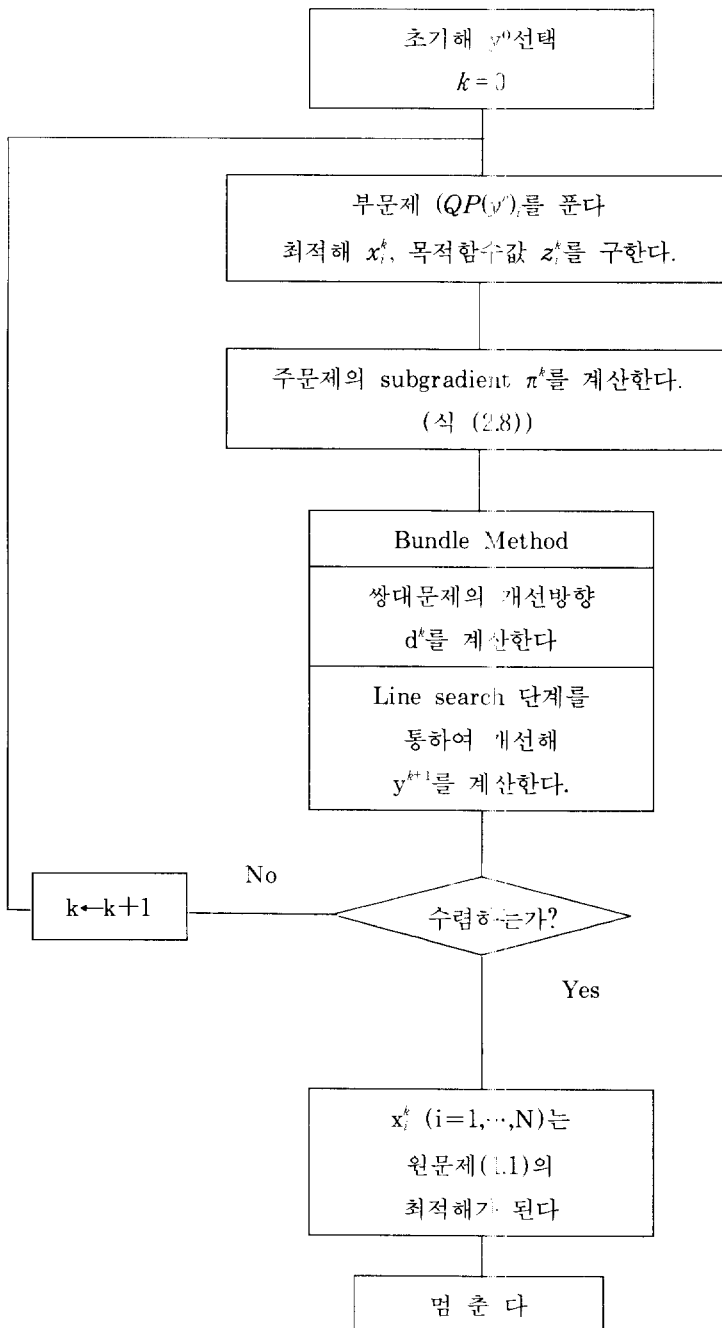 초기해 y⁰선택
k=0
부문제 (QP(yᵏ)ᵢ를 푼다
최적해 xᵢᵏ, 목적함수값 zᵢᵏ를 구한다.
주문제의 subgradient πᵏ를 계산한다.
(식 (2.8))
Bundle Method
쌍대문제의 개선방향
dᵏ를 계산한다
Line search 단계를
통하여 개선해
yᵏ⁺¹를 계산한다.
No
k←k+1
수렴하는가?
Yes
xᵢᵏ (i=1,⋯,N)는
원문제(1.1)의
최적해가 된다
멈 춘 다